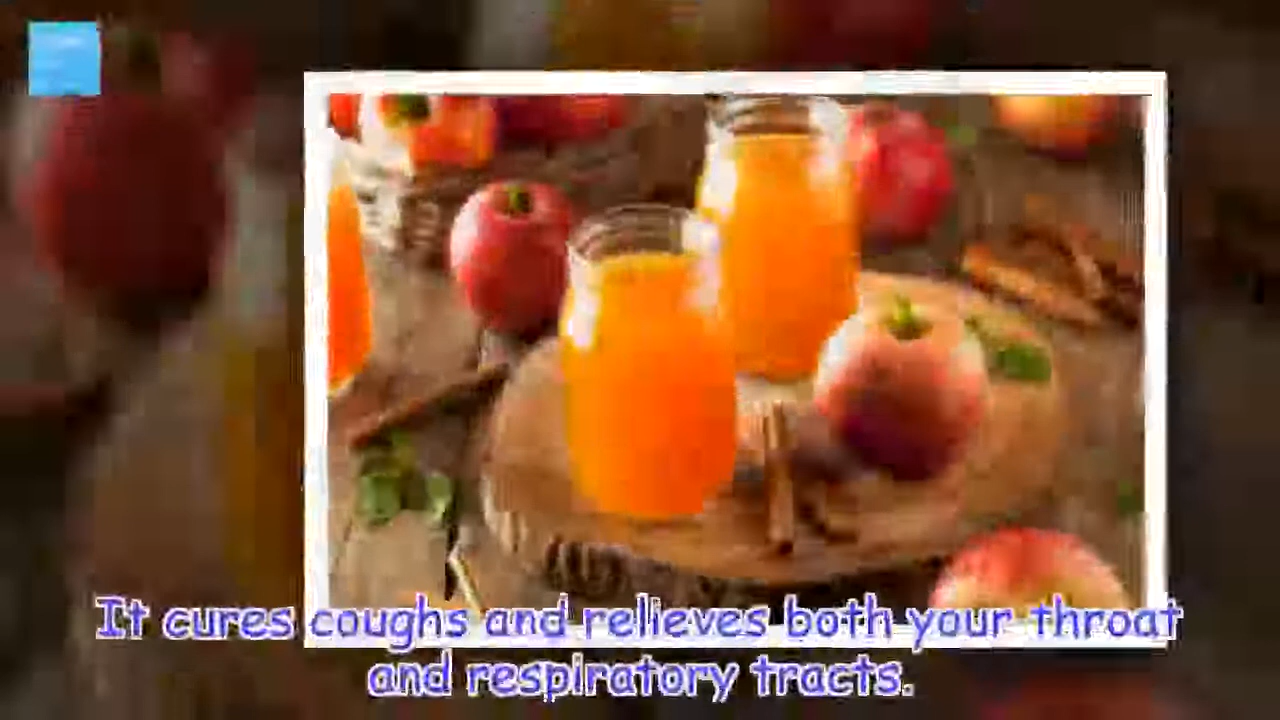 It cures coughs and relieves both your throat
and respiratory tracts.